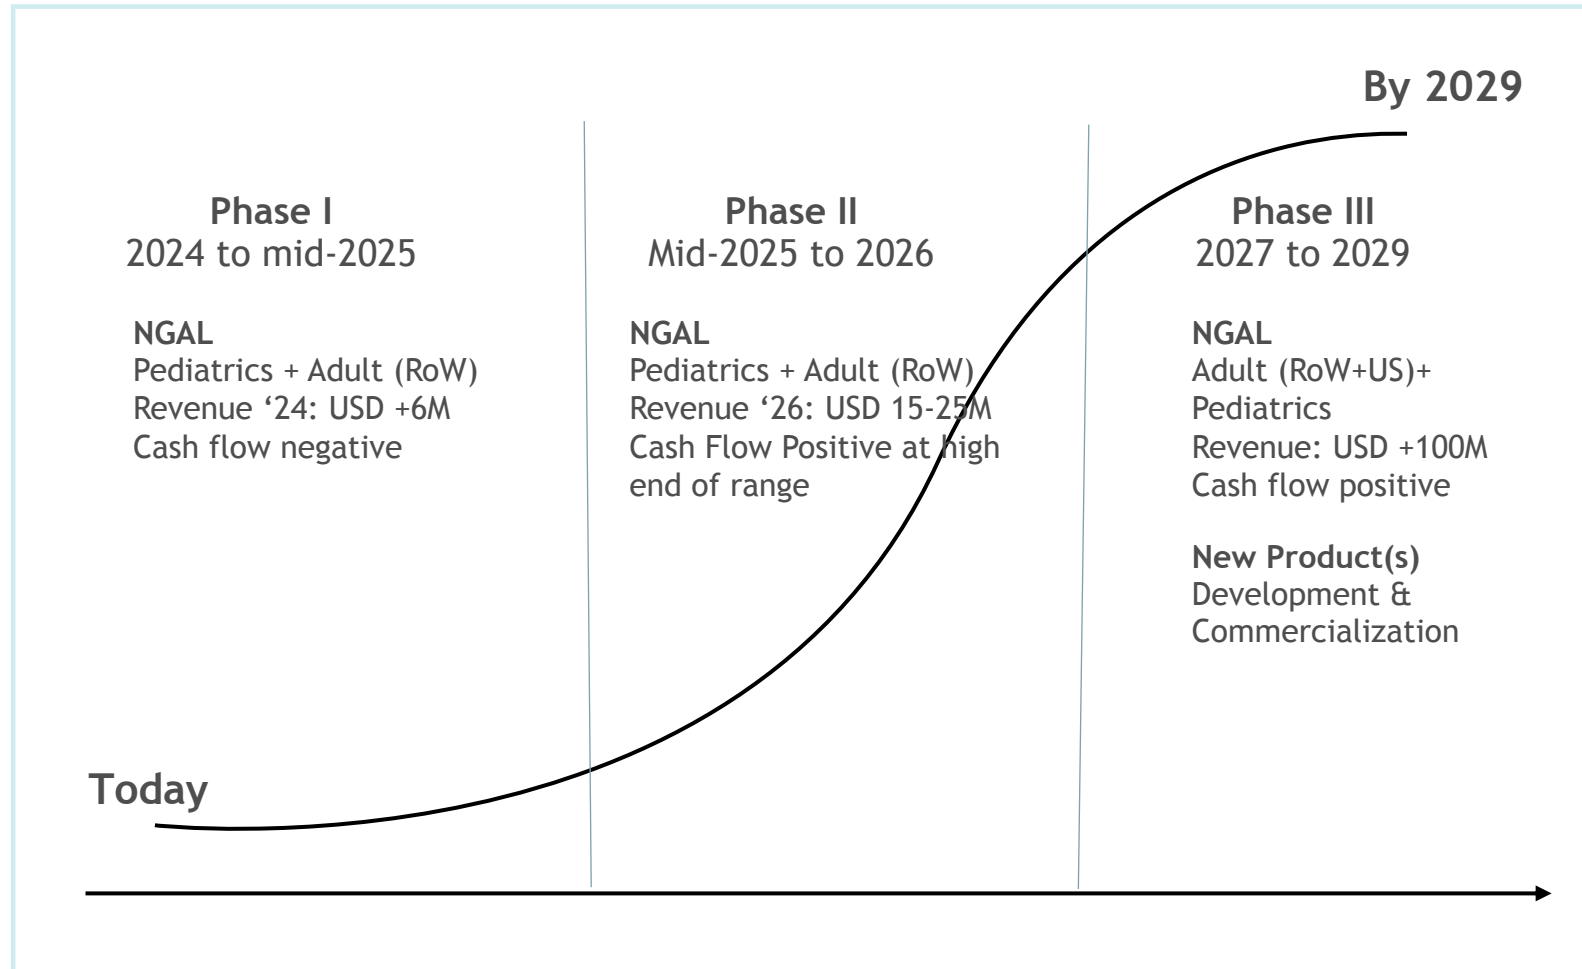 By 2029
Phase I
2024 to mid-2025
NGAL
Pediatrics + Adult (RoW)
Revenue ‘24: USD +6M
Cash flow negative
Phase II
Mid-2025 to 2026
NGAL
Pediatrics + Adult (RoW)
Revenue ‘26: USD 15-25M
Cash Flow Positive at high
end of range
Phase III
2027 to 2029
NGAL
Adult (RoW+US)+
Pediatrics
Revenue: USD +100M
Cash flow positive
New Product(s)
Development &
Commercialization
Today